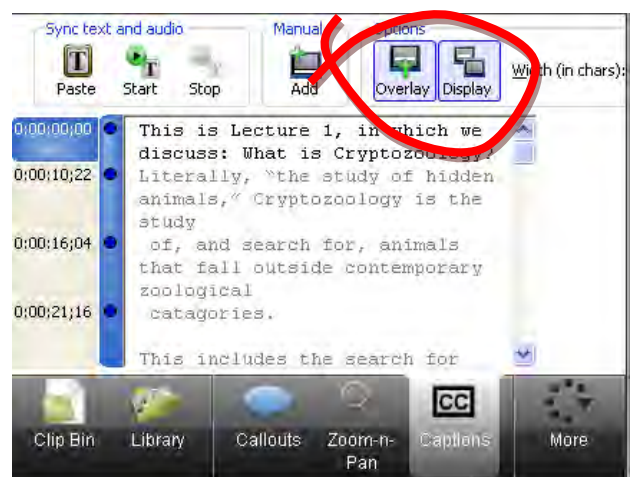 Sync text and audio
Manual
Options
Paste
Start
Stop
Add
Overlay
Display
Width (in chars):
0;00;00;00
This is Lecture 1, in which we
discuss: What is Cryptozoology?
0;00;10;22
Literally, "the study of hidden
animals," Cryptozoology is the
study
0;00;16;04
of, and search for, animals
that fall outside contemporary
zoological
0;00;21;16
catagories.
This includes the search for
Clip Bin
Library
Callouts
Zoom-n-
Pan
CC
Captions
More